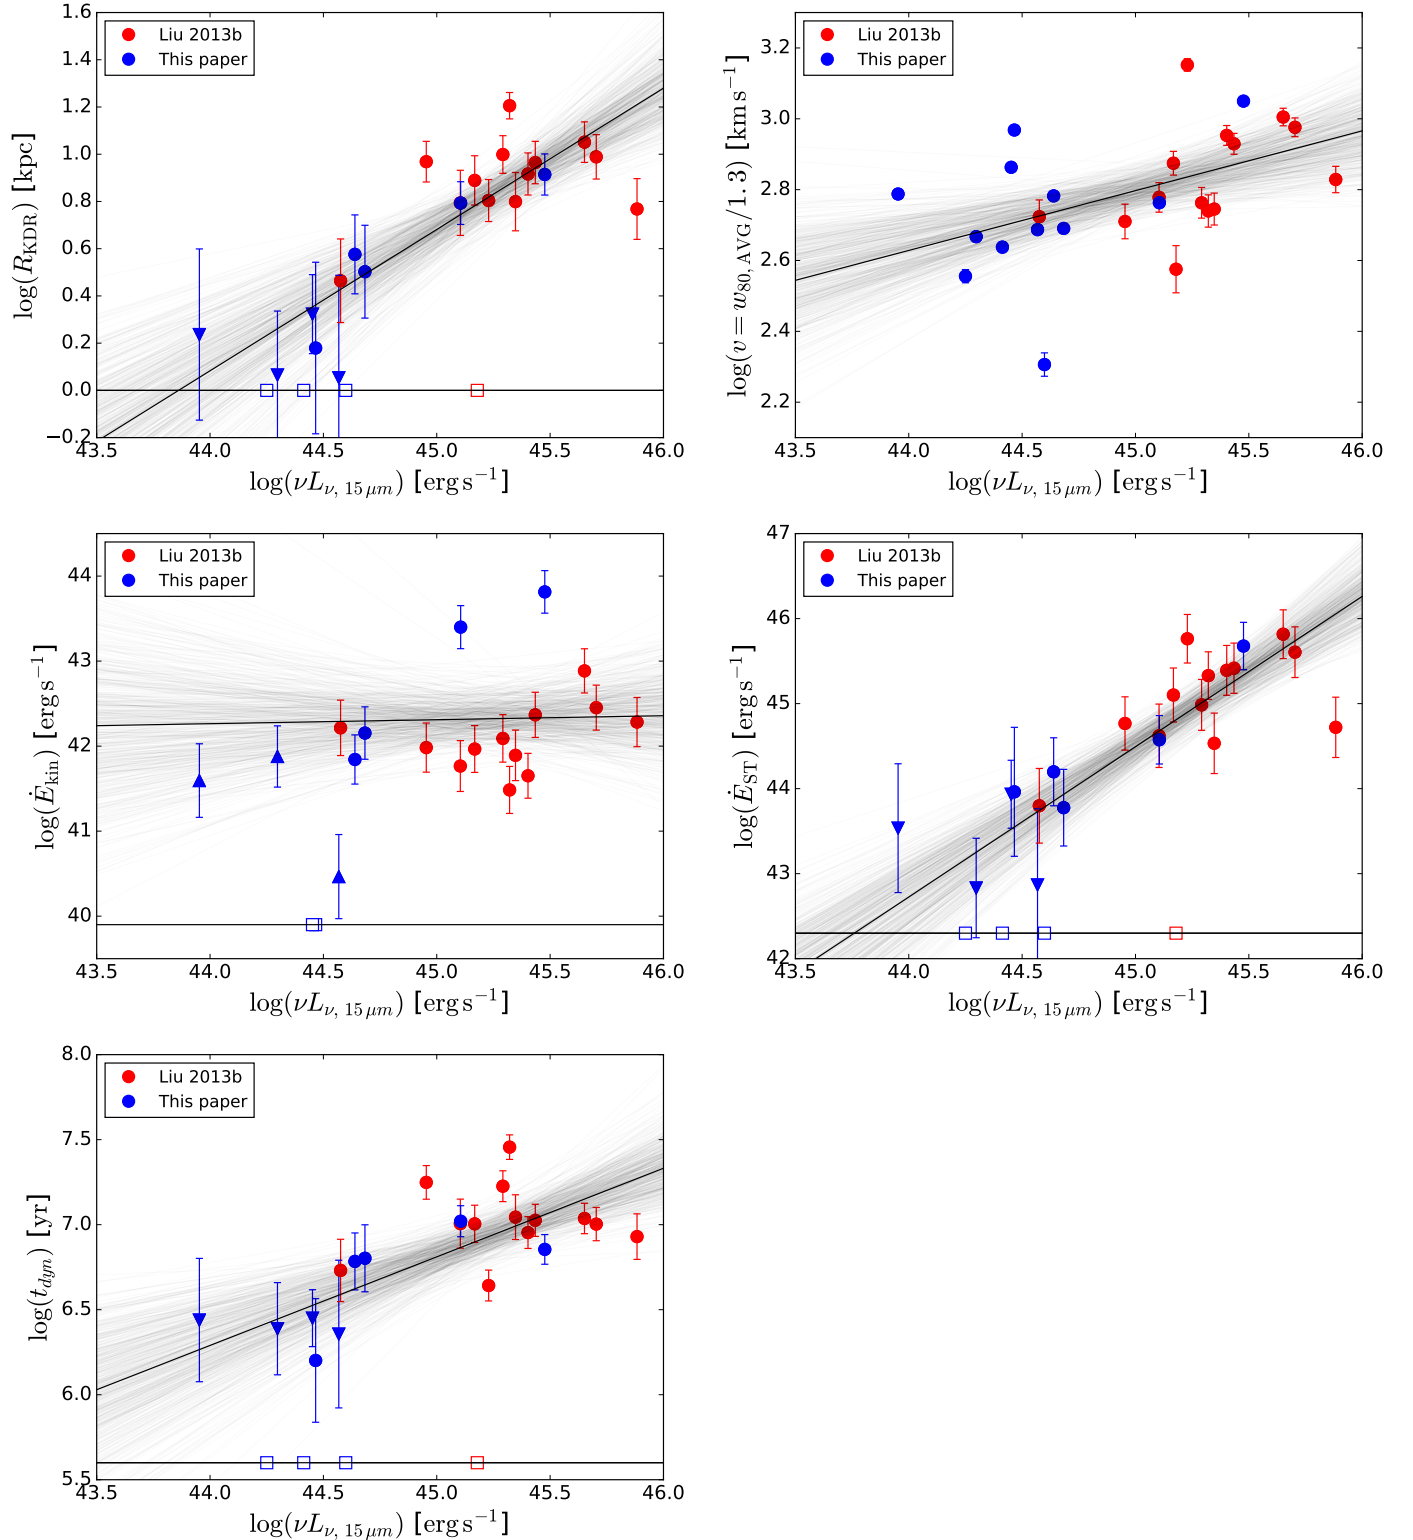 1.6
1.4
1.2
1.0
0.8
0.6
0.4
0.2
0.0
−0.2
43.5 44.0 44.5 45.0 45.5 46.0
log(R_KDR) [kpc]
log(νL_ν, 15 μm) [erg s⁻¹]
Liu 2013b
This paper
3.2
3.0
2.8
2.6
2.4
2.2
43.5 44.0 44.5 45.0 45.5 46.0
log(v = w_80,AVG/1.3) [km s⁻¹]
log(νL_ν, 15 μm) [erg s⁻¹]
Liu 2013b
This paper
44
43
42
41
40
43.5 44.0 44.5 45.0 45.5 46.0
log(Ė_kin) [erg s⁻¹]
log(νL_ν, 15 μm) [erg s⁻¹]
Liu 2013b
This paper
47
46
45
44
43
42
43.5 44.0 44.5 45.0 45.5 46.0
log(Ė_ST) [erg s⁻¹]
log(νL_ν, 15 μm) [erg s⁻¹]
Liu 2013b
This paper
8.0
7.5
7.0
6.5
6.0
5.5
43.5 44.0 44.5 45.0 45.5 46.0
log(t_dyn) [yr]
log(νL_ν, 15 μm) [erg s⁻¹]
Liu 2013b
This paper